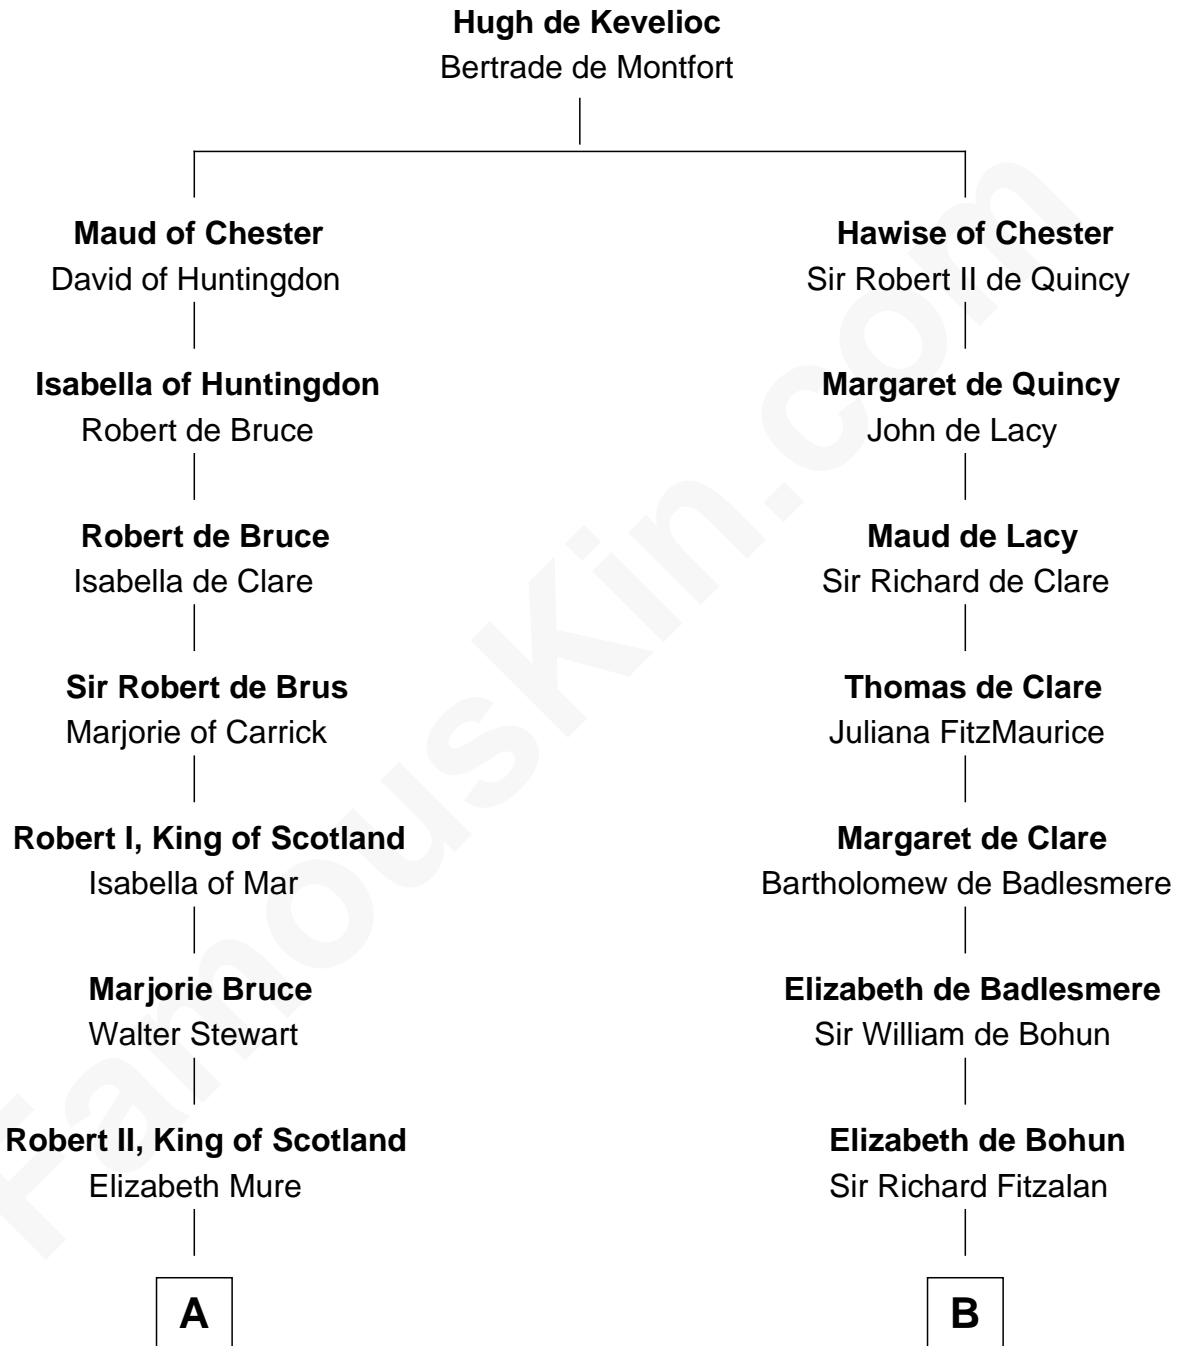 Hugh de Kevelioc
Bertrade de Montfort
Maud of Chester
David of Huntingdon
Hawise of Chester
Sir Robert II de Quincy
Isabella of Huntingdon
Robert de Bruce
Margaret de Quincy
John de Lacy
Robert de Bruce
Isabella de Clare
Maud de Lacy
Sir Richard de Clare
Sir Robert de Brus
Marjorie of Carrick
Thomas de Clare
Juliana FitzMaurice
Robert I, King of Scotland
Isabella of Mar
Margaret de Clare
Bartholomew de Badlesmere
Marjorie Bruce
Walter Stewart
Elizabeth de Badlesmere
Sir William de Bohun
Robert II, King of Scotland
Elizabeth Mure
Elizabeth de Bohun
Sir Richard Fitzalan
A
B
FamousKin.com